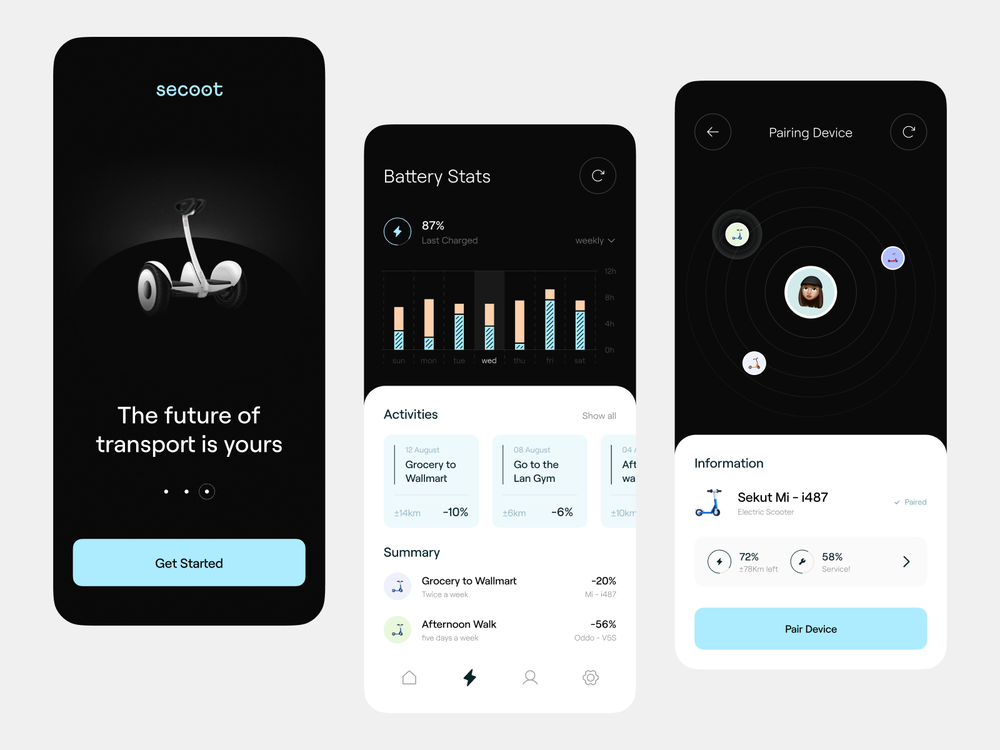 secoot
The future of
transport is yours
Get Started
Battery Stats
87%
Last Charged
weekly
12h
8h
4h
0h
sun mon tue wed thu fri sat
Activities
Show all
12 August
Grocery to
Wallmart
±14km -10%
08 August
Go to the
Lan Gym
±6km -6%
04 A
Aft
wa
±10km
Summary
Grocery to Wallmart
Twice a week
-20%
Mi - i487
Afternoon Walk
five days a week
-56%
Oddo - V5S
Pairing Device
Information
Sekut Mi - i487
Electric Scooter
Paired
72%
±78Km left
58%
Service!
Pair Device